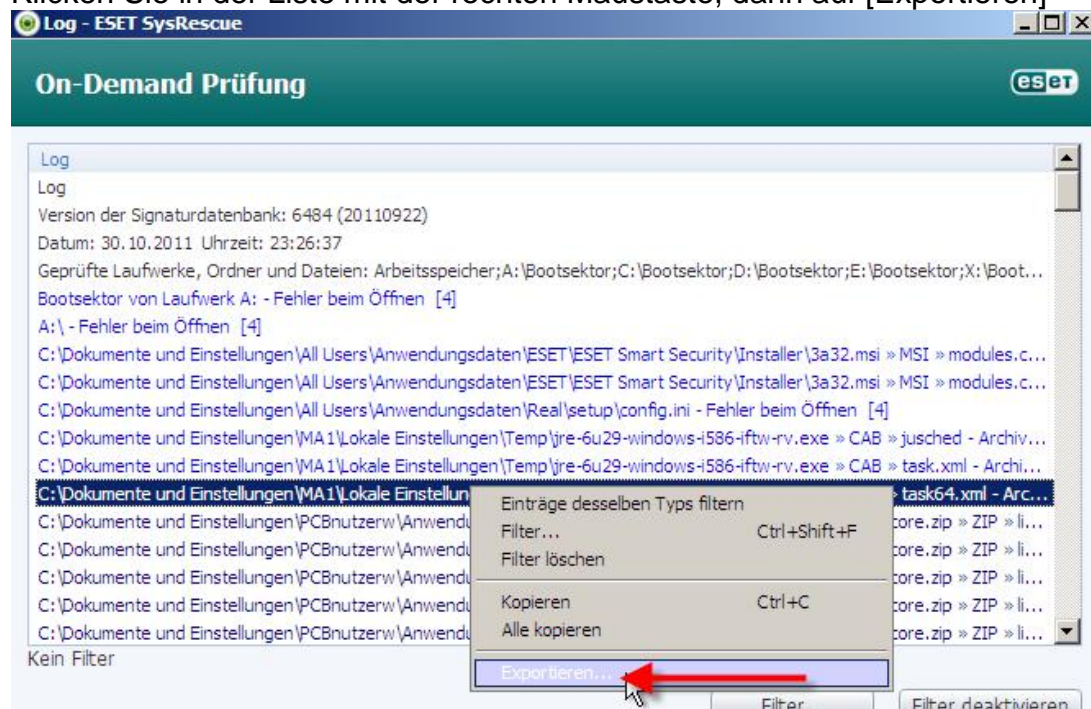 Klicken Sie in der Liste mit der rechten Maustaste, dann auf [Exportieren]
Log - ESET SysRescue
On-Demand Prüfung
eset
Log
Log
Version der Signaturdatenbank: 6484 (20110922)
Datum: 30.10.2011 Uhrzeit: 23:26:37
Geprüfte Laufwerke, Ordner und Dateien: Arbeitsspeicher;A:\Bootsektor;C:\Bootsektor;D:\Bootsektor;E:\Bootsektor;X:\Boot...
Bootsektor von Laufwerk A: - Fehler beim Öffnen [4]
A:\ - Fehler beim Öffnen [4]
C:\Dokumente und Einstellungen\All Users\Anwendungsdaten\ESET\ESET Smart Security\Installer\3a32.msi » MSI » modules.c...
C:\Dokumente und Einstellungen\All Users\Anwendungsdaten\ESET\ESET Smart Security\Installer\3a32.msi » MSI » modules.c...
C:\Dokumente und Einstellungen\All Users\Anwendungsdaten\Real\setup\config.ini - Fehler beim Öffnen [4]
C:\Dokumente und Einstellungen\MA1\Lokale Einstellungen\Temp\jre-6u29-windows-i586-iftw-rv.exe » CAB » jusched - Archiv...
C:\Dokumente und Einstellungen\MA1\Lokale Einstellungen\Temp\jre-6u29-windows-i586-iftw-rv.exe » CAB » task.xml - Archi...
C:\Dokumente und Einstellungen\MA1\Lokale Einstellun » task64.xml - Arc...
C:\Dokumente und Einstellungen\PCBnutzerw\Anwendu core.zip » ZIP » li...
C:\Dokumente und Einstellungen\PCBnutzerw\Anwendu core.zip » ZIP » li...
C:\Dokumente und Einstellungen\PCBnutzerw\Anwendu core.zip » ZIP » li...
C:\Dokumente und Einstellungen\PCBnutzerw\Anwendu core.zip » ZIP » li...
C:\Dokumente und Einstellungen\PCBnutzerw\Anwendu core.zip » ZIP » li...
Einträge desselben Typs filtern
Filter... Ctrl+Shift+F
Filter löschen
Kopieren Ctrl+C
Alle kopieren
Exportieren...
Kein Filter
Filter Filter deaktivieren